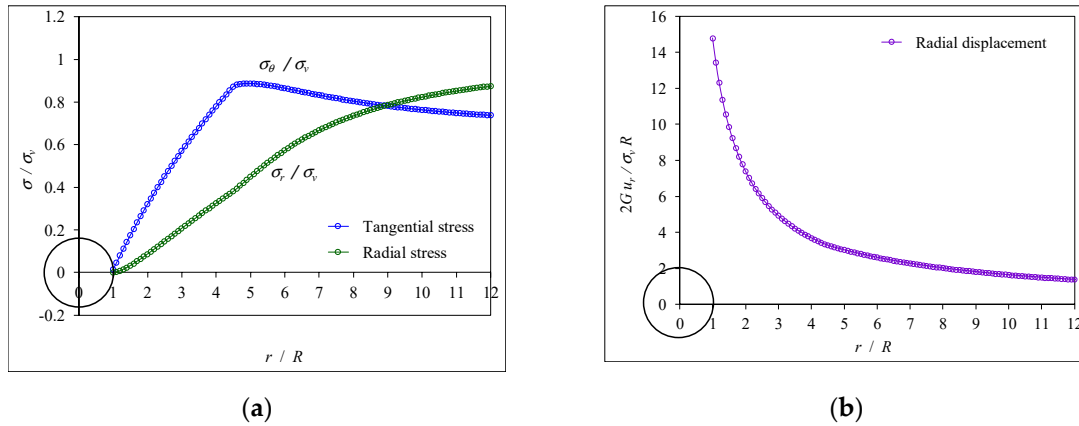 1.2
1
0.8
0.6
0.4
0.2
0
-0.2
σ / σv
σθ / σv
σr / σv
Tangential stress
Radial stress
0 1 2 3 4 5 6 7 8 9 10 11 12
r / R
(a)
16
14
12
10
8
6
4
2
0
2G ur / σv R
Radial displacement
0 1 2 3 4 5 6 7 8 9 10 11 12
r / R
(b)